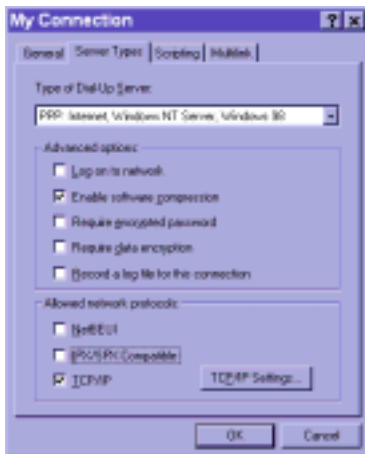 My Connection
General Server Types Scripting Multilink
Type of Dial-Up Server:
PPP: Internet, Windows NT Server, Windows 98
Advanced options:
Log on to network
Enable software compression
Require encrypted password
Require data encryption
Record a log file for the connection
Allowed network protocols:
NetBEUI
IPX/SPX Compatible
TCP/IP
TCP/IP Settings...
OK Cancel